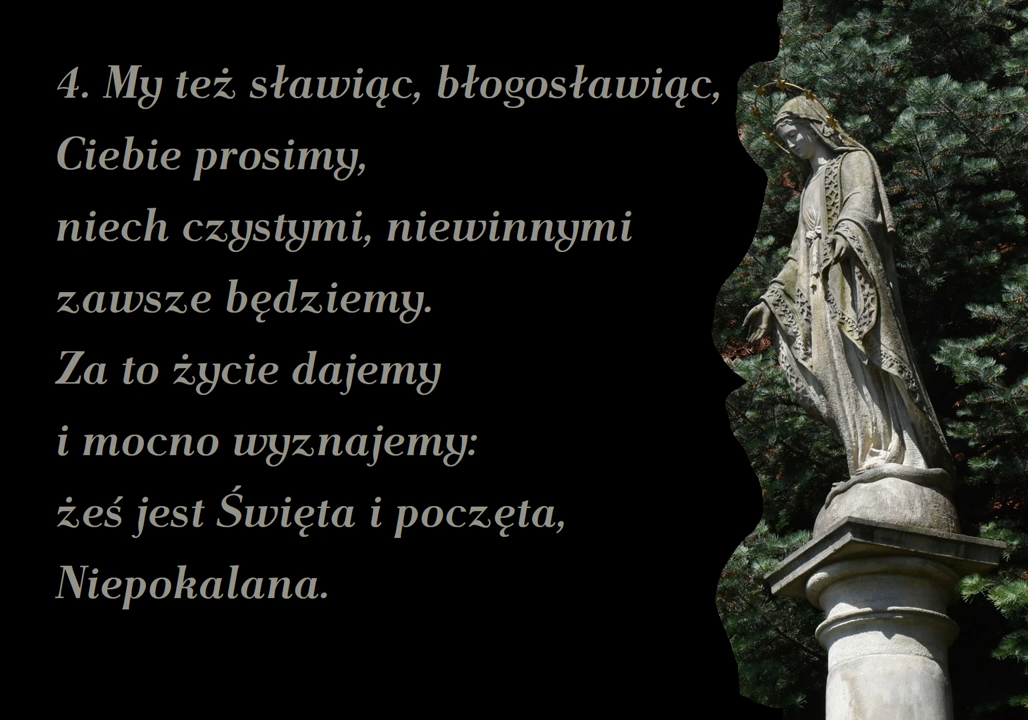 4. My też sławiąc, błogosławiąc,
Ciebie prosimy,
niech czystymi, niewinnymi
zawsze będziemy.
Za to życie dajemy
i mocno wyznajemy:
żeś jest Święta i poczęta,
Niepokalana.